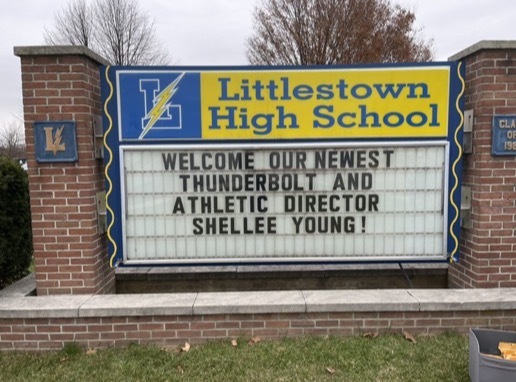 L
Littlestown
High School
WELCOME OUR NEWEST
THUNDERBOLT AND
ATHLETIC DIRECTOR
SHELLEE YOUNG!
L